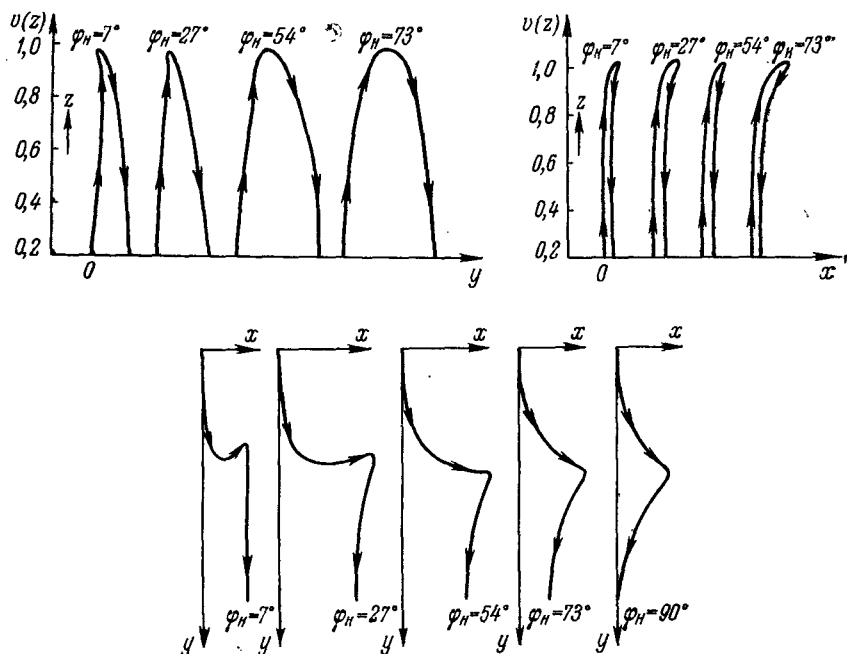 υ(z) φн=7° φн=27° φн=54° φн=73°
1,0
0,8
z
0,6
0,4
0,2
0 y
υ(z) φн=7° φн=27° φн=54° φн=73°
1,0
0,8
z
0,6
0,4
0,2
0 x
x x x x x
φн=7° φн=27° φн=54° φн=73° φн=90°
y y y y y